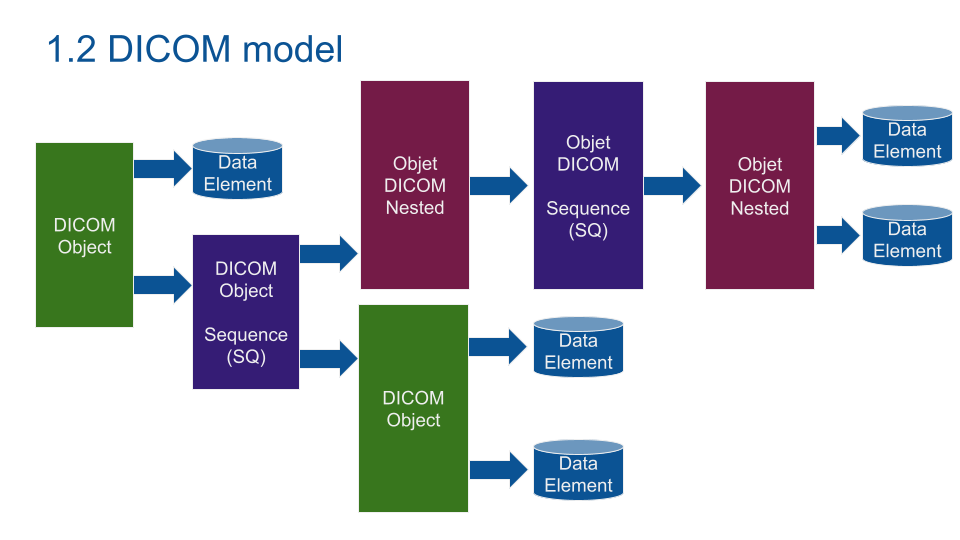 1.2 DICOM model
DICOM
Object
Data
Element
DICOM
Object
Sequence
(SQ)
Objet
DICOM
Nested
Objet
DICOM
Sequence
(SQ)
Objet
DICOM
Nested
Data
Element
Data
Element
DICOM
Object
Data
Element
Data
Element